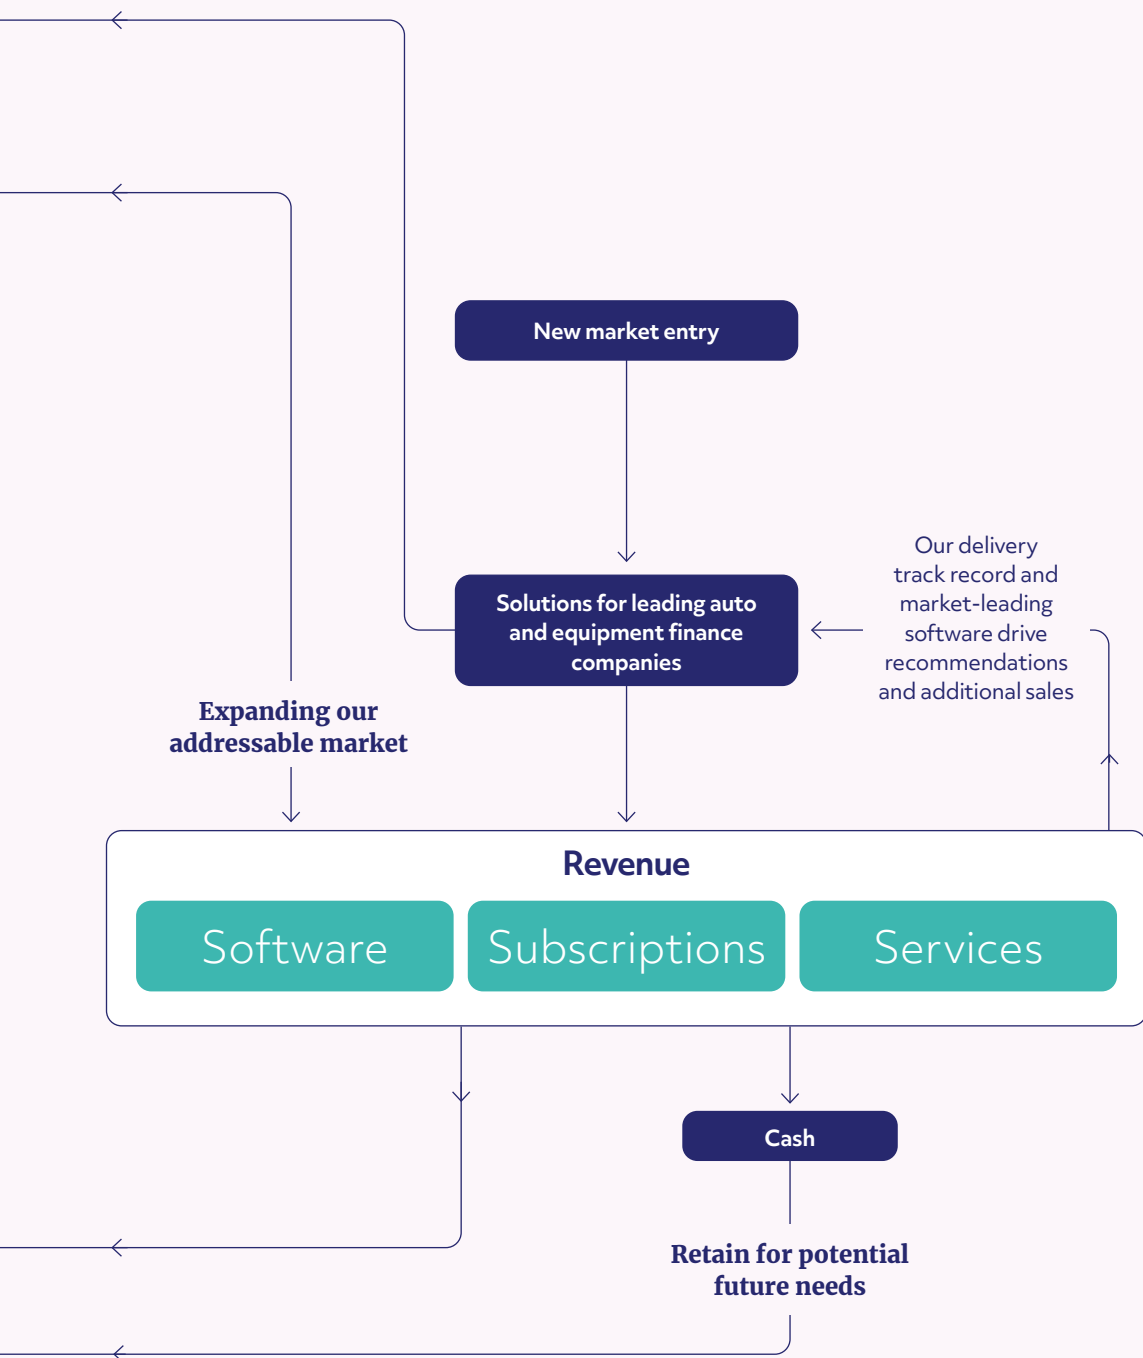 New market entry
Solutions for leading auto
and equipment finance
companies
Our delivery
track record and
market-leading
software drive
recommendations
and additional sales
Expanding our
addressable market
Revenue
Software
Subscriptions
Services
Cash
Retain for potential
future needs